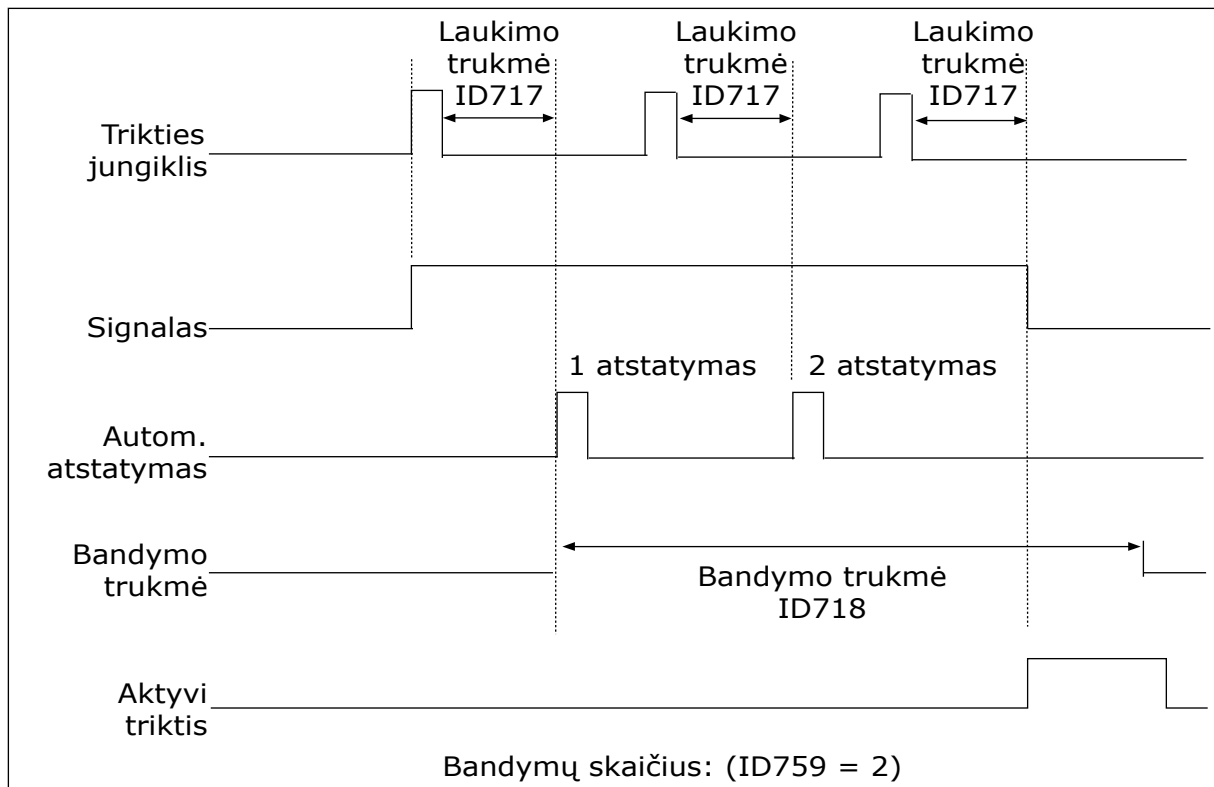 Laukimo
trukmė
ID717
Laukimo
trukmė
ID717
Laukimo
trukmė
ID717
Trikties
jungiklis
Signalas
1 atstatymas
2 atstatymas
Autom.
atstatymas
Bandymo
trukmė
Bandymo trukmė
ID718
Aktyvi
triktis
Bandymų skaičius: (ID759 = 2)